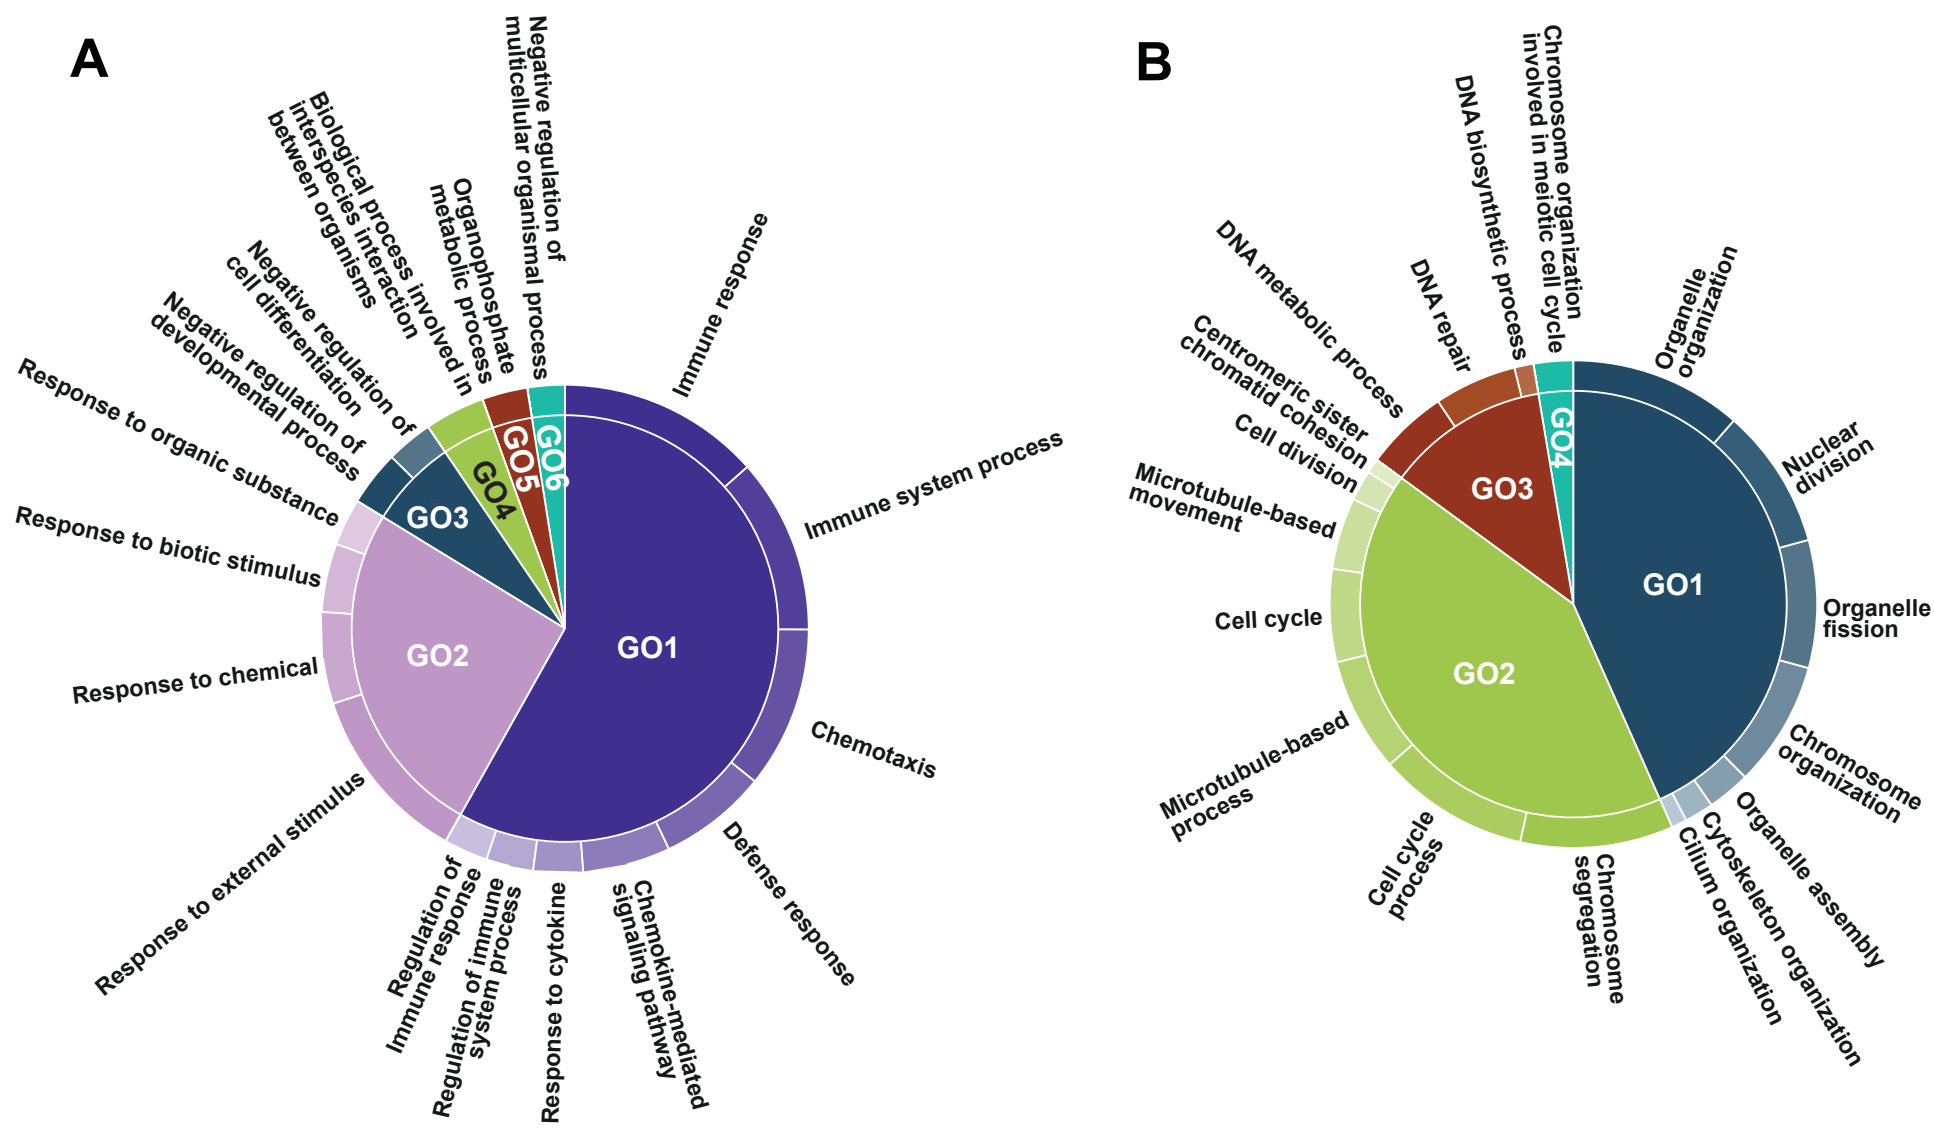 A
Negative regulation of
multicellular organismal process
Organophosphate
metabolic process
Biological process involved in
interspecies interaction
between organisms
Negative regulation of
cell differentiation
Negative regulation of
developmental process
Response to organic substance
Response to biotic stimulus
Response to chemical
Response to external stimulus
Regulation of
Immune response
Regulation of immune
system process
Response to cytokine
Chemokine-mediated
signaling pathway
Defense response
Chemotaxis
Immune system process
Immune response
GO1
GO2
GO3
GO4
GO5
GO6
B
Chromosome organization
involved in meiotic cell cycle
DNA biosynthetic process
DNA repair
DNA metabolic process
Centromeric sister
chromatid cohesion
Cell division
Microtubule-based
movement
Cell cycle
Microtubule-based
process
Cell cycle
process
Chromosome
segregation
Cilium organization
Cytoskeleton organization
Organelle assembly
Chromosome
organization
Organelle
fission
Nuclear
division
Organelle
organization
GO1
GO2
GO3
GO4